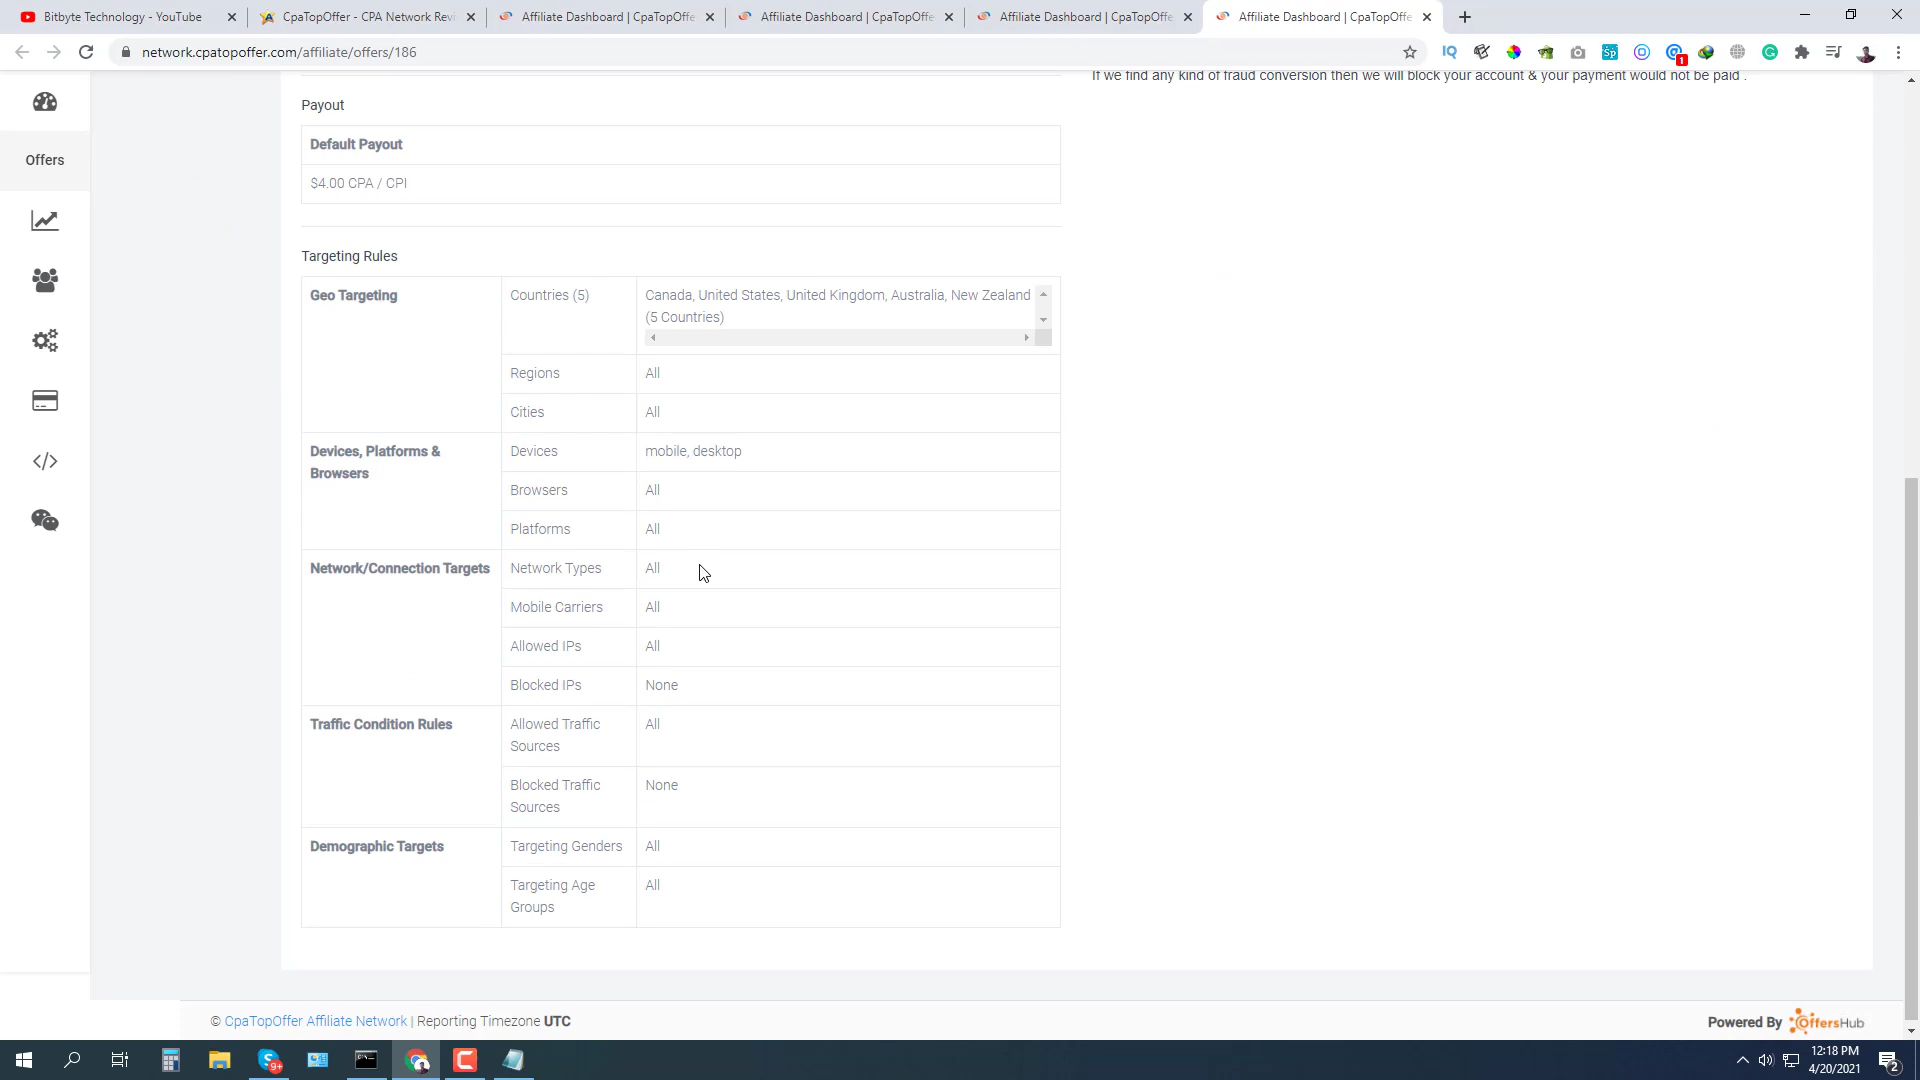 Bitbyte Technology - YouTube
CpaTopOffer - CPA Network Revi
Affiliate Dashboard | CpaTopOffe
Affiliate Dashboard | CpaTopOffe
Affiliate Dashboard | CpaTopOffe
Affiliate Dashboard | CpaTopOffe
network.cpatopoffer.com/affiliate/offers/186
IQ
Sp
1
If we find any kind of fraud conversion then we will block your account & your payment would not be paid .
Offers
Payout
Default Payout
$4.00 CPA / CPI
Targeting Rules
Geo Targeting
Countries (5)
Canada, United States, United Kingdom, Australia, New Zealand
(5 Countries)
Regions
All
Cities
All
Devices, Platforms &
Browsers
Devices
mobile, desktop
Browsers
All
Platforms
All
Network/Connection Targets
Network Types
All
Mobile Carriers
All
Allowed IPs
All
Blocked IPs
None
Traffic Condition Rules
Allowed Traffic
Sources
All
Blocked Traffic
Sources
None
Demographic Targets
Targeting Genders
All
Targeting Age
Groups
All
© CpaTopOffer Affiliate Network | Reporting Timezone UTC
Powered By OffersHub
9+
12:18 PM
4/20/2021
2